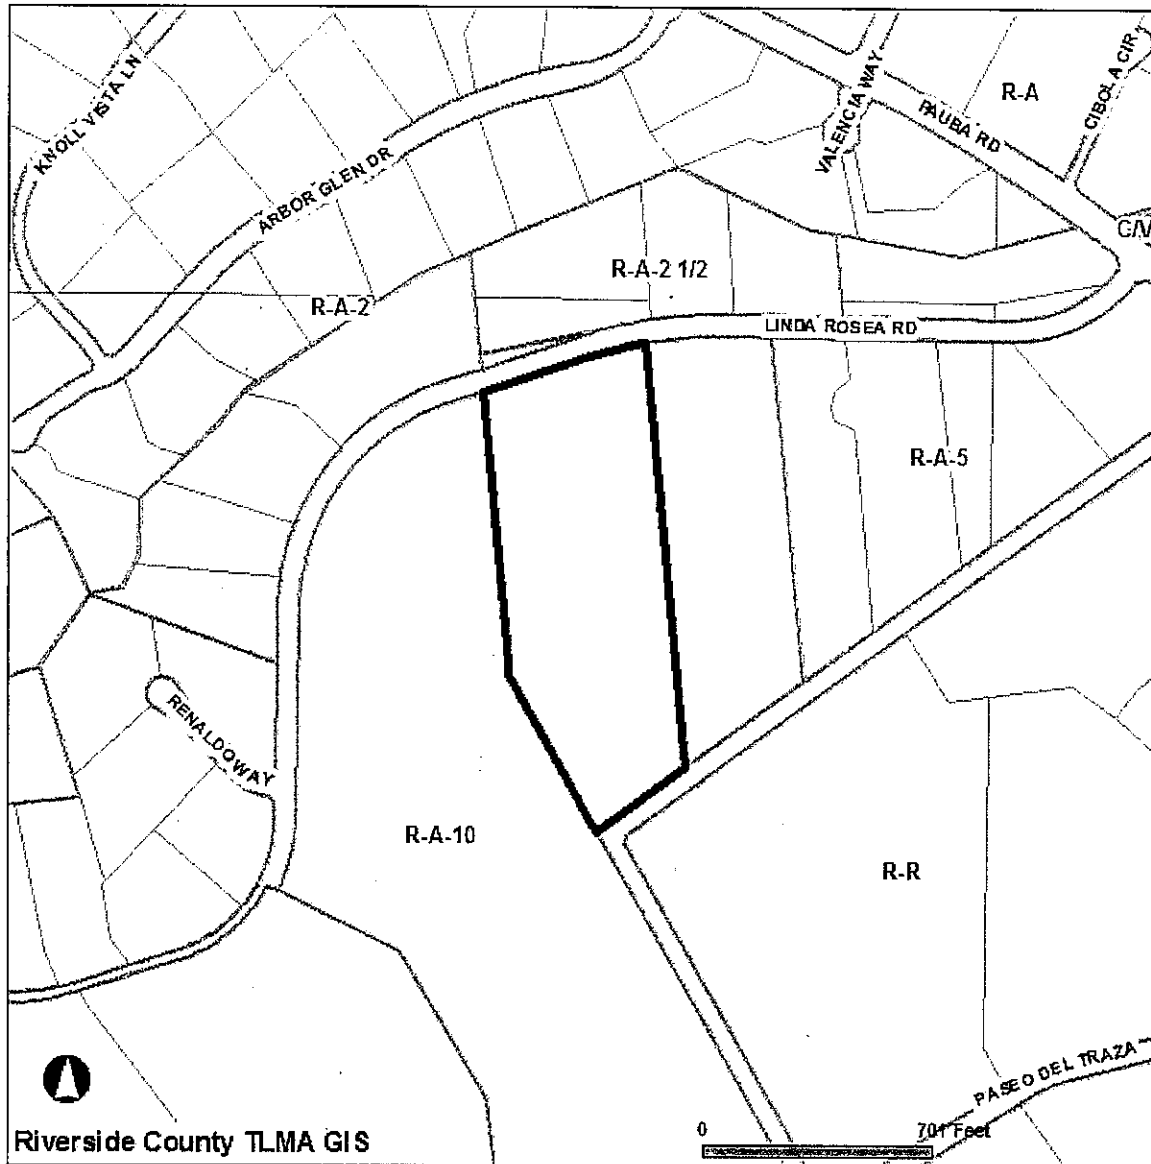 KNOLL VISTA LN
ARBOR GLEN DR
VALENCIA WAY
R-A
CIBOLA CIR
PAUBA RD
C/V
R-A-2 1/2
R-A-2
LINDA ROSEA RD
R-A-5
RENALDO WAY
R-A-10
R-R
PASEO DEL TRAZA
Riverside County TLMA GIS
0
701 Feet